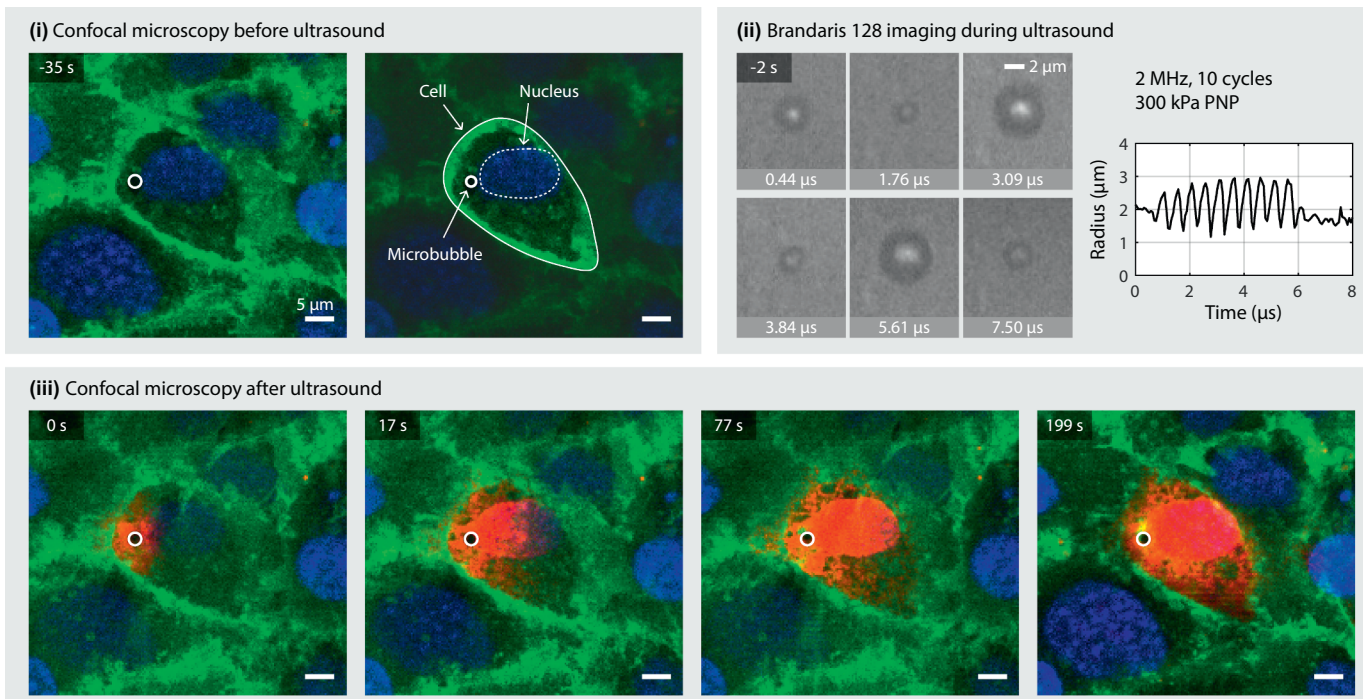 (i) Confocal microscopy before ultrasound
-35 s
5 μm
Cell
Nucleus
Microbubble
(ii) Brandaris 128 imaging during ultrasound
-2 s
2 μm
0.44 μs
1.76 μs
3.09 μs
3.84 μs
5.61 μs
7.50 μs
2 MHz, 10 cycles
300 kPa PNP
Radius (μm)
4
3
2
1
0
0 2 4 6 8
Time (μs)
(iii) Confocal microscopy after ultrasound
0 s
17 s
77 s
199 s